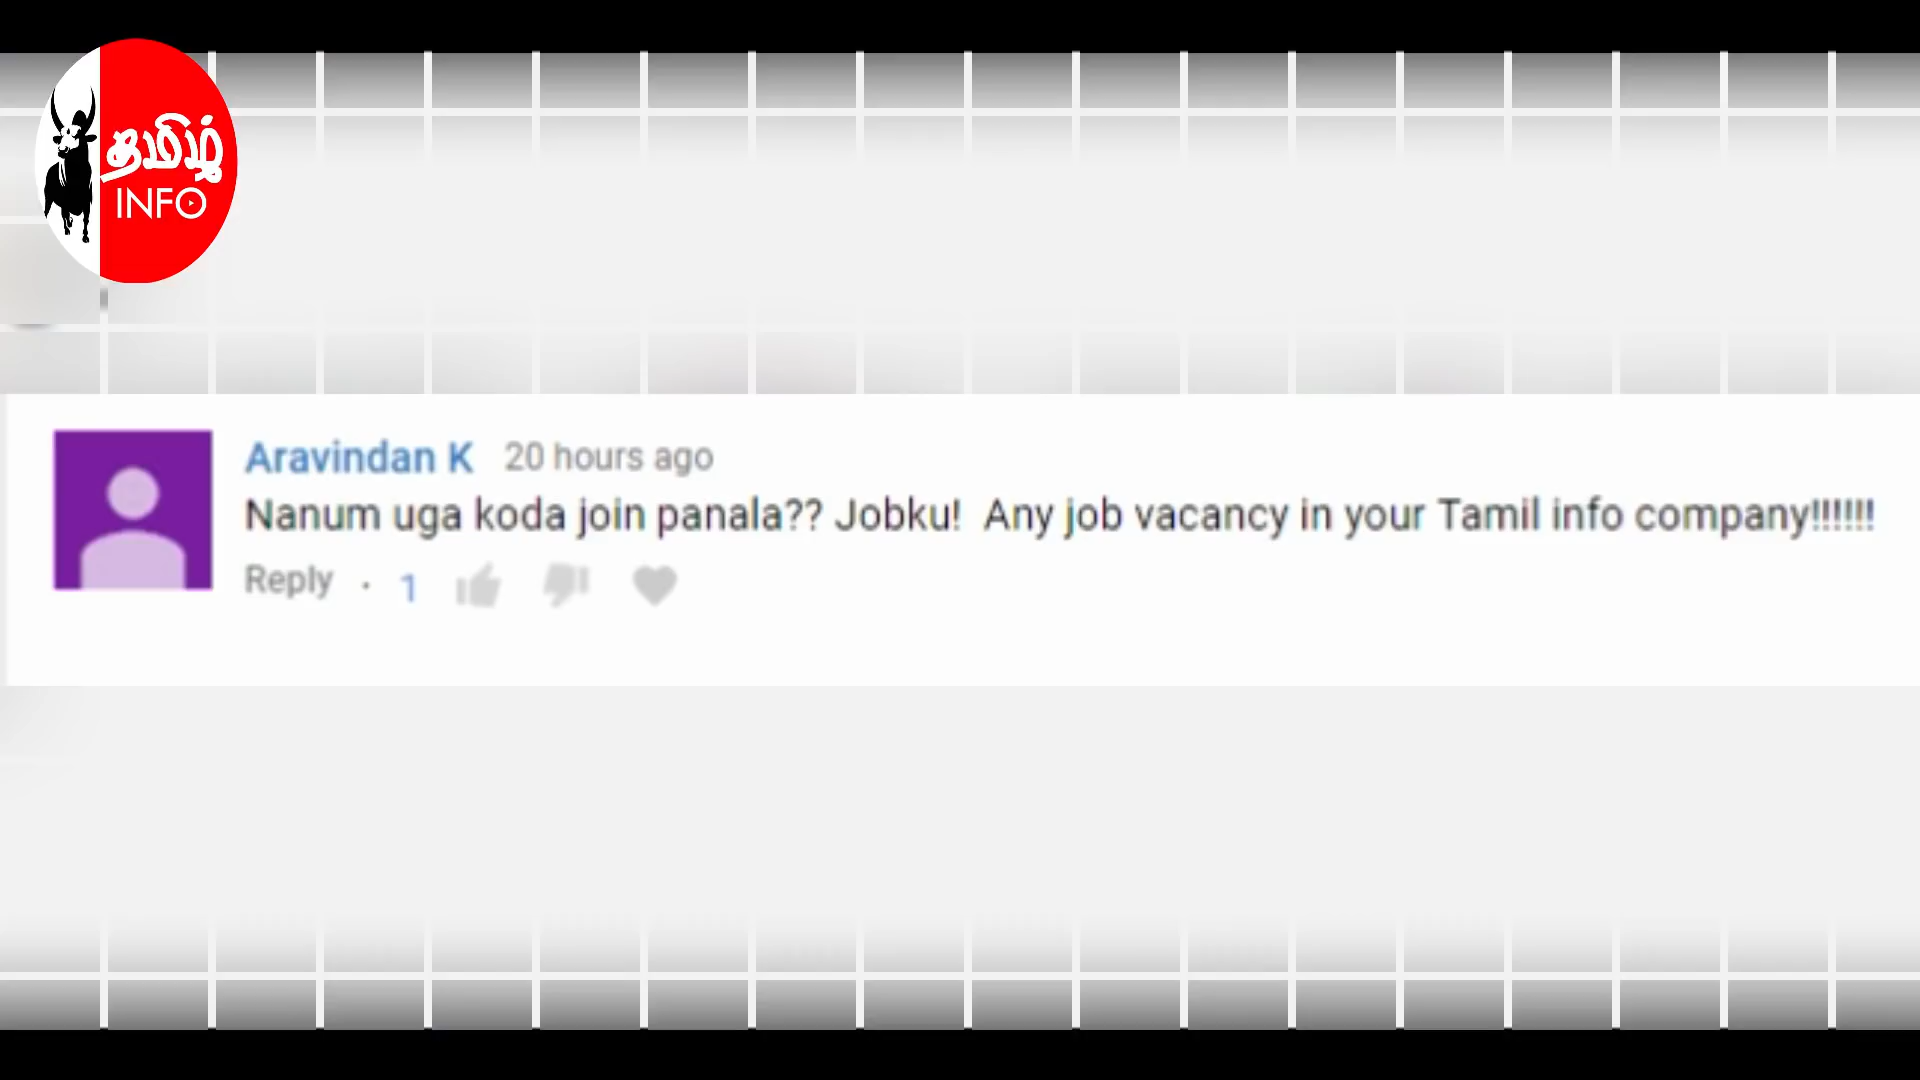 தமிழ்
INFO
Aravindan K 20 hours ago
Nanum uga koda join panala?? Jobku! Any job vacancy in your Tamil info company!!!!!!
Reply · 1